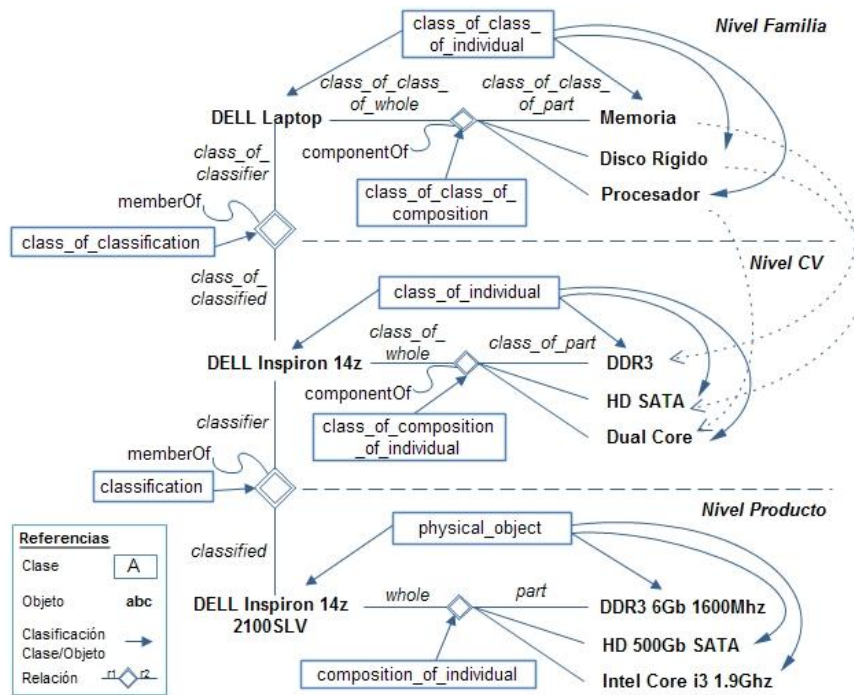 class_of_class_
of_individual
Nivel Familia
class_of_class_
of_whole
class_of_class_
of_part
DELL Laptop
Memoria
componentOf
Disco Rígido
class_of_
classifier
Procesador
memberOf
class_of_class_of_
composition
class_of_classification
Nivel CV
class_of_
classified
class_of_individual
class_of_
whole
class_of_part
DELL Inspiron 14z
DDR3
componentOf
HD SATA
class_of_composition
_of_individual
classifier
Dual Core
memberOf
classification
Nivel Producto
physical_object
classified
whole
part
DELL Inspiron 14z
2100SLV
DDR3 6Gb 1600Mhz
HD 500Gb SATA
composition_of_individual
Intel Core i3 1.9Ghz
Referencias
Clase
A
Objeto
abc
Clasificación
Clase/Objeto
Relación
r1
r2